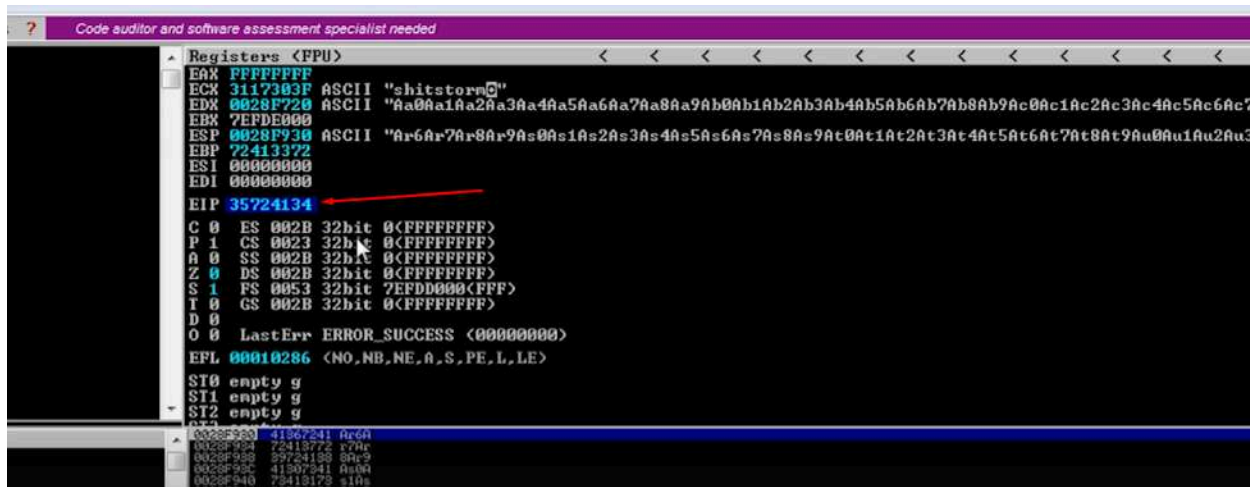 ? Code auditor and software assessment specialist needed
Registers (FPU) < < < < < < < < < < < < <
EAX FFFFFFFF
ECX 3117303F ASCII "shitstorm"
EDX 0028F720 ASCII "Aa0Aa1Aa2Aa3Aa4Aa5Aa6Aa7Aa8Aa9Ab0Ab1Ab2Ab3Ab4Ab5Ab6Ab7Ab8Ab9Ac0Ac1Ac2Ac3Ac4Ac5Ac6Ac7
EBX 7EFDE000
ESP 0028F930 ASCII "Ar6Ar7Ar8Ar9As0As1As2As3As4As5As6As7As8As9At0At1At2At3At4At5At6At7At8At9Au0Au1Au2Au3
EBP 72413372
ESI 00000000
EDI 00000000
EIP 35724134
C 0 ES 002B 32bit 0(FFFFFFFF)
P 1 CS 0023 32bit 0(FFFFFFFF)
A 0 SS 002B 32bit 0(FFFFFFFF)
Z 0 DS 002B 32bit 0(FFFFFFFF)
S 1 FS 0053 32bit 7EFDD000(FFF)
T 0 GS 002B 32bit 0(FFFFFFFF)
D 0
O 0 LastErr ERROR_SUCCESS (00000000)
EFL 00010286 (NO,NB,NE,A,S,PE,L,LE)
ST0 empty g
ST1 empty g
ST2 empty g
0028F930 41367241 Ar6A
0028F934 72413772 r7Ar
0028F938 39724138 8Ar9
0028F93C 41307341 As0A
0028F940 73413173 s1As